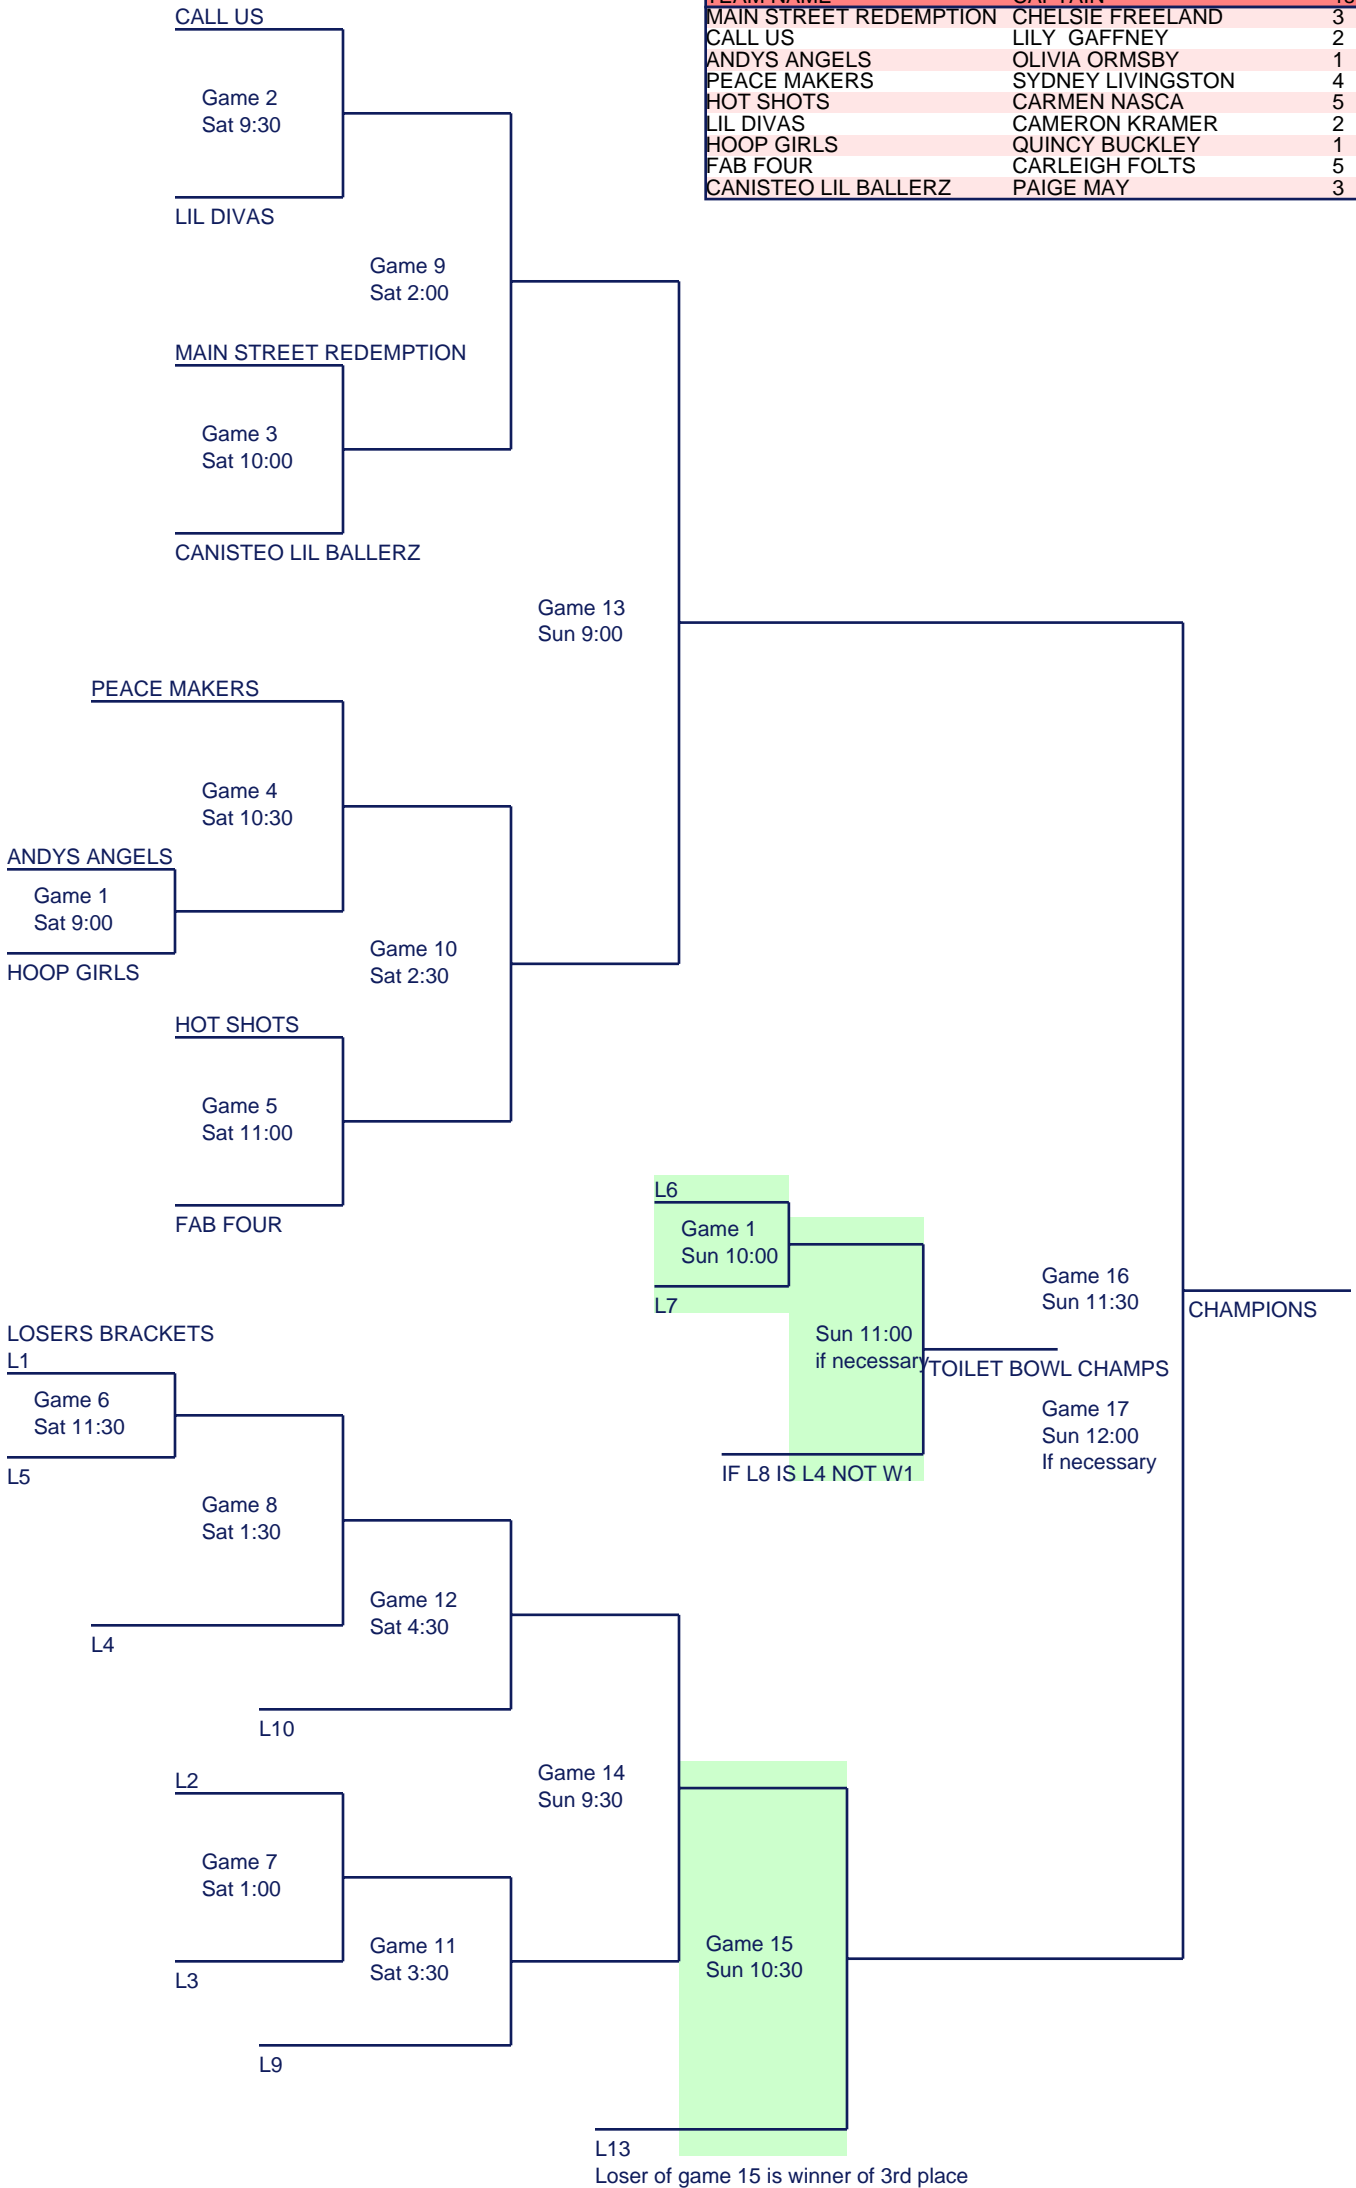 TEAM NAME CAPTAIN
MAIN STREET REDEMPTION CHELSIE FREELAND 3
CALL US LILY GAFFNEY 2
ANDYS ANGELS OLIVIA ORMSBY 1
PEACE MAKERS SYDNEY LIVINGSTON 4
HOT SHOTS CARMEN NASCA 5
LIL DIVAS CAMERON KRAMER 2
HOOP GIRLS QUINCY BUCKLEY 1
FAB FOUR CARLEIGH FOLTS 5
CANISTEO LIL BALLERZ PAIGE MAY 3
CALL US
Game 2
Sat 9:30
LIL DIVAS
Game 9
Sat 2:00
MAIN STREET REDEMPTION
Game 3
Sat 10:00
CANISTEO LIL BALLERZ
Game 13
Sun 9:00
PEACE MAKERS
Game 4
Sat 10:30
ANDYS ANGELS
Game 1
Sat 9:00
HOOP GIRLS
Game 10
Sat 2:30
HOT SHOTS
Game 5
Sat 11:00
FAB FOUR
L6
Game 1
Sun 10:00
L7
Sun 11:00
if necessary
TOILET BOWL CHAMPS
IF L8 IS L4 NOT W1
Game 16
Sun 11:30
CHAMPIONS
Game 17
Sun 12:00
If necessary
LOSERS BRACKETS
L1
Game 6
Sat 11:30
L5
Game 8
Sat 1:30
L4
Game 12
Sat 4:30
L10
Game 14
Sun 9:30
L2
Game 7
Sat 1:00
L3
Game 11
Sat 3:30
L9
Game 15
Sun 10:30
L13
Loser of game 15 is winner of 3rd place